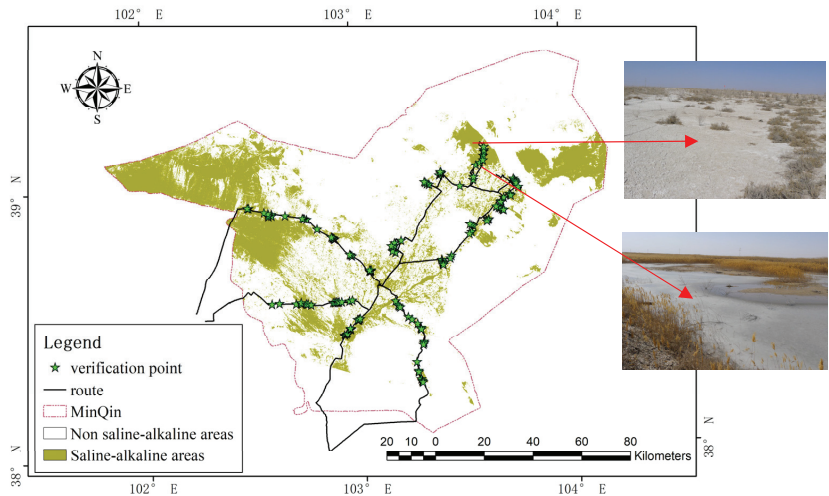 102° E 103° E 104° E
N
W E
S
39° N
39° N
Legend
verification point
route
MinQin
Non saline-alkaline areas
Saline-alkaline areas
20 10 0 20 40 60 80
Kilometers
38° N
38° N
102° E 103° E 104° E